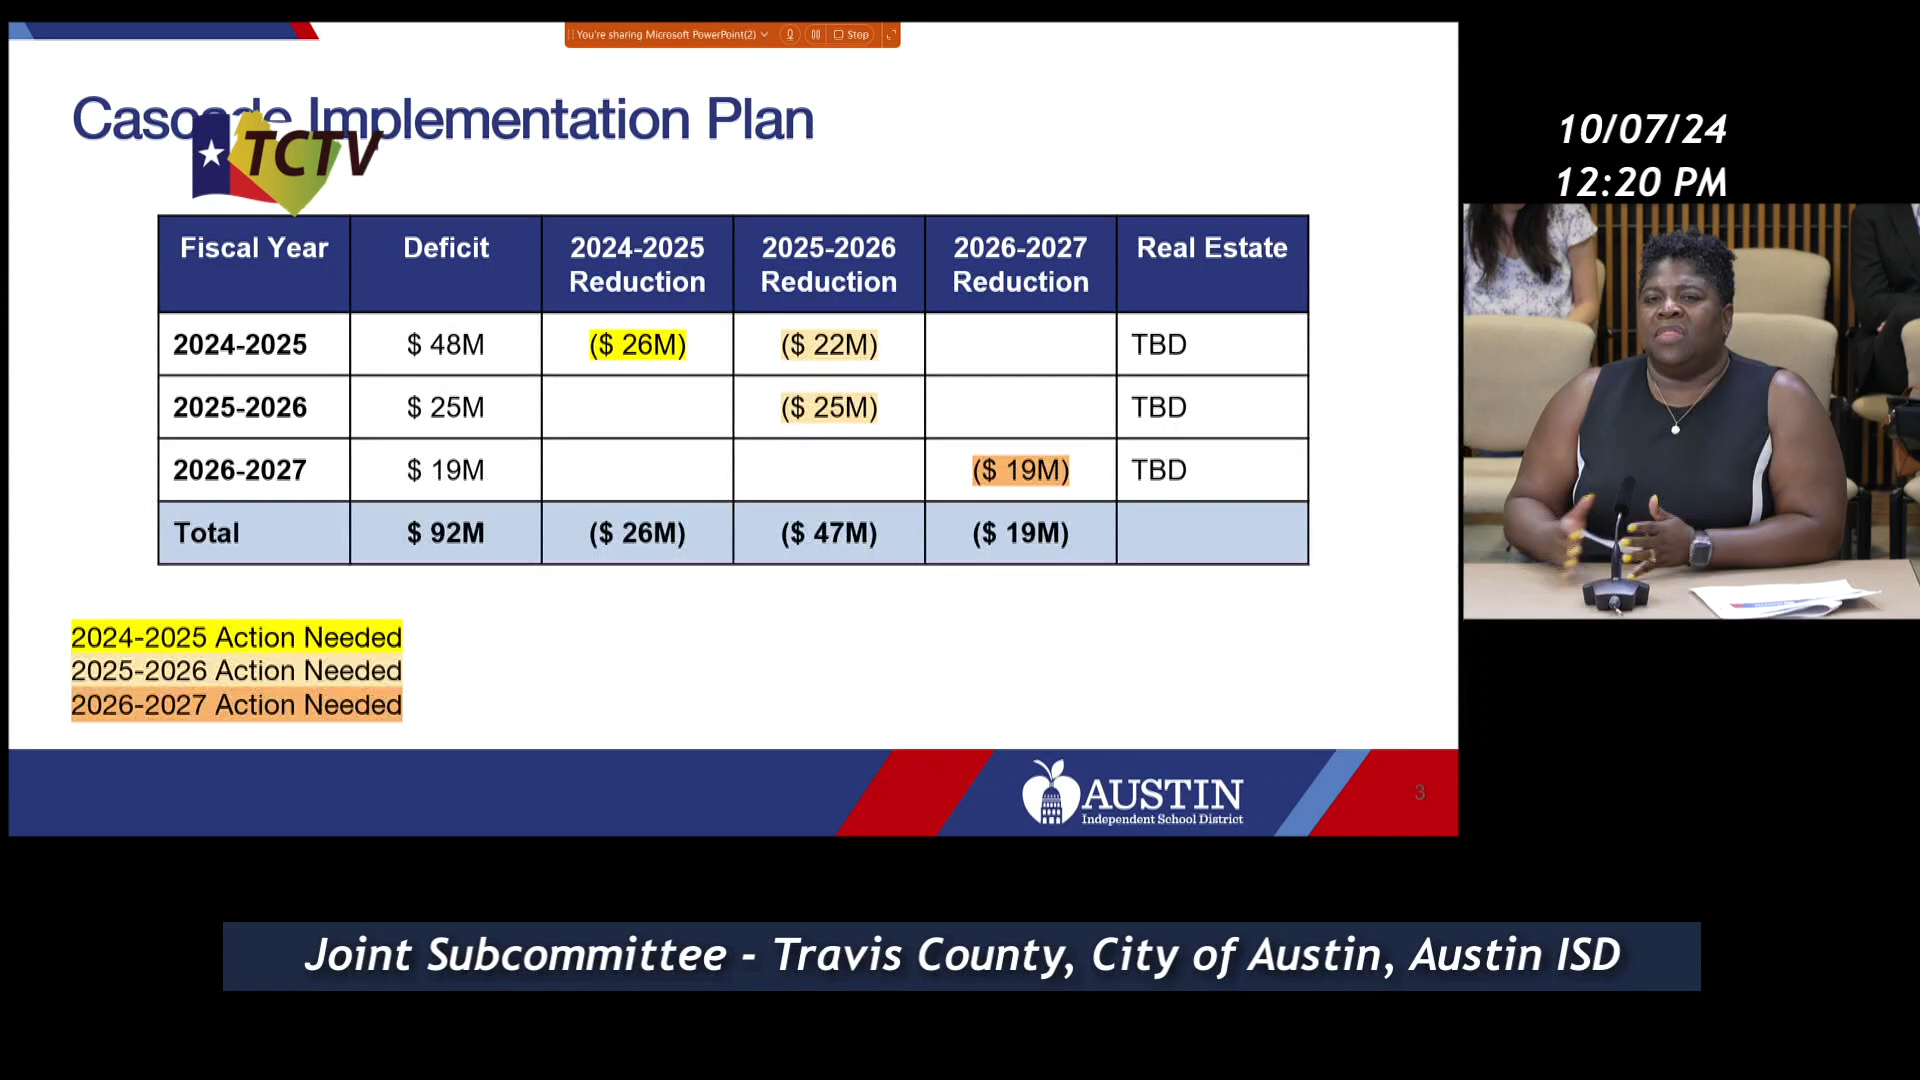 You're sharing Microsoft PowerPoint(2)
Stop
Cascade Implementation Plan
TCTV
Fiscal Year Deficit 2024-2025 Reduction 2025-2026 Reduction 2026-2027 Reduction Real Estate
2024-2025 $ 48M ($ 26M) ($ 22M) TBD
2025-2026 $ 25M ($ 25M) TBD
2026-2027 $ 19M ($ 19M) TBD
Total $ 92M ($ 26M) ($ 47M) ($ 19M)
2024-2025 Action Needed
2025-2026 Action Needed
2026-2027 Action Needed
AUSTIN
Independent School District
3
10/07/24
12:20 PM
Joint Subcommittee - Travis County, City of Austin, Austin ISD